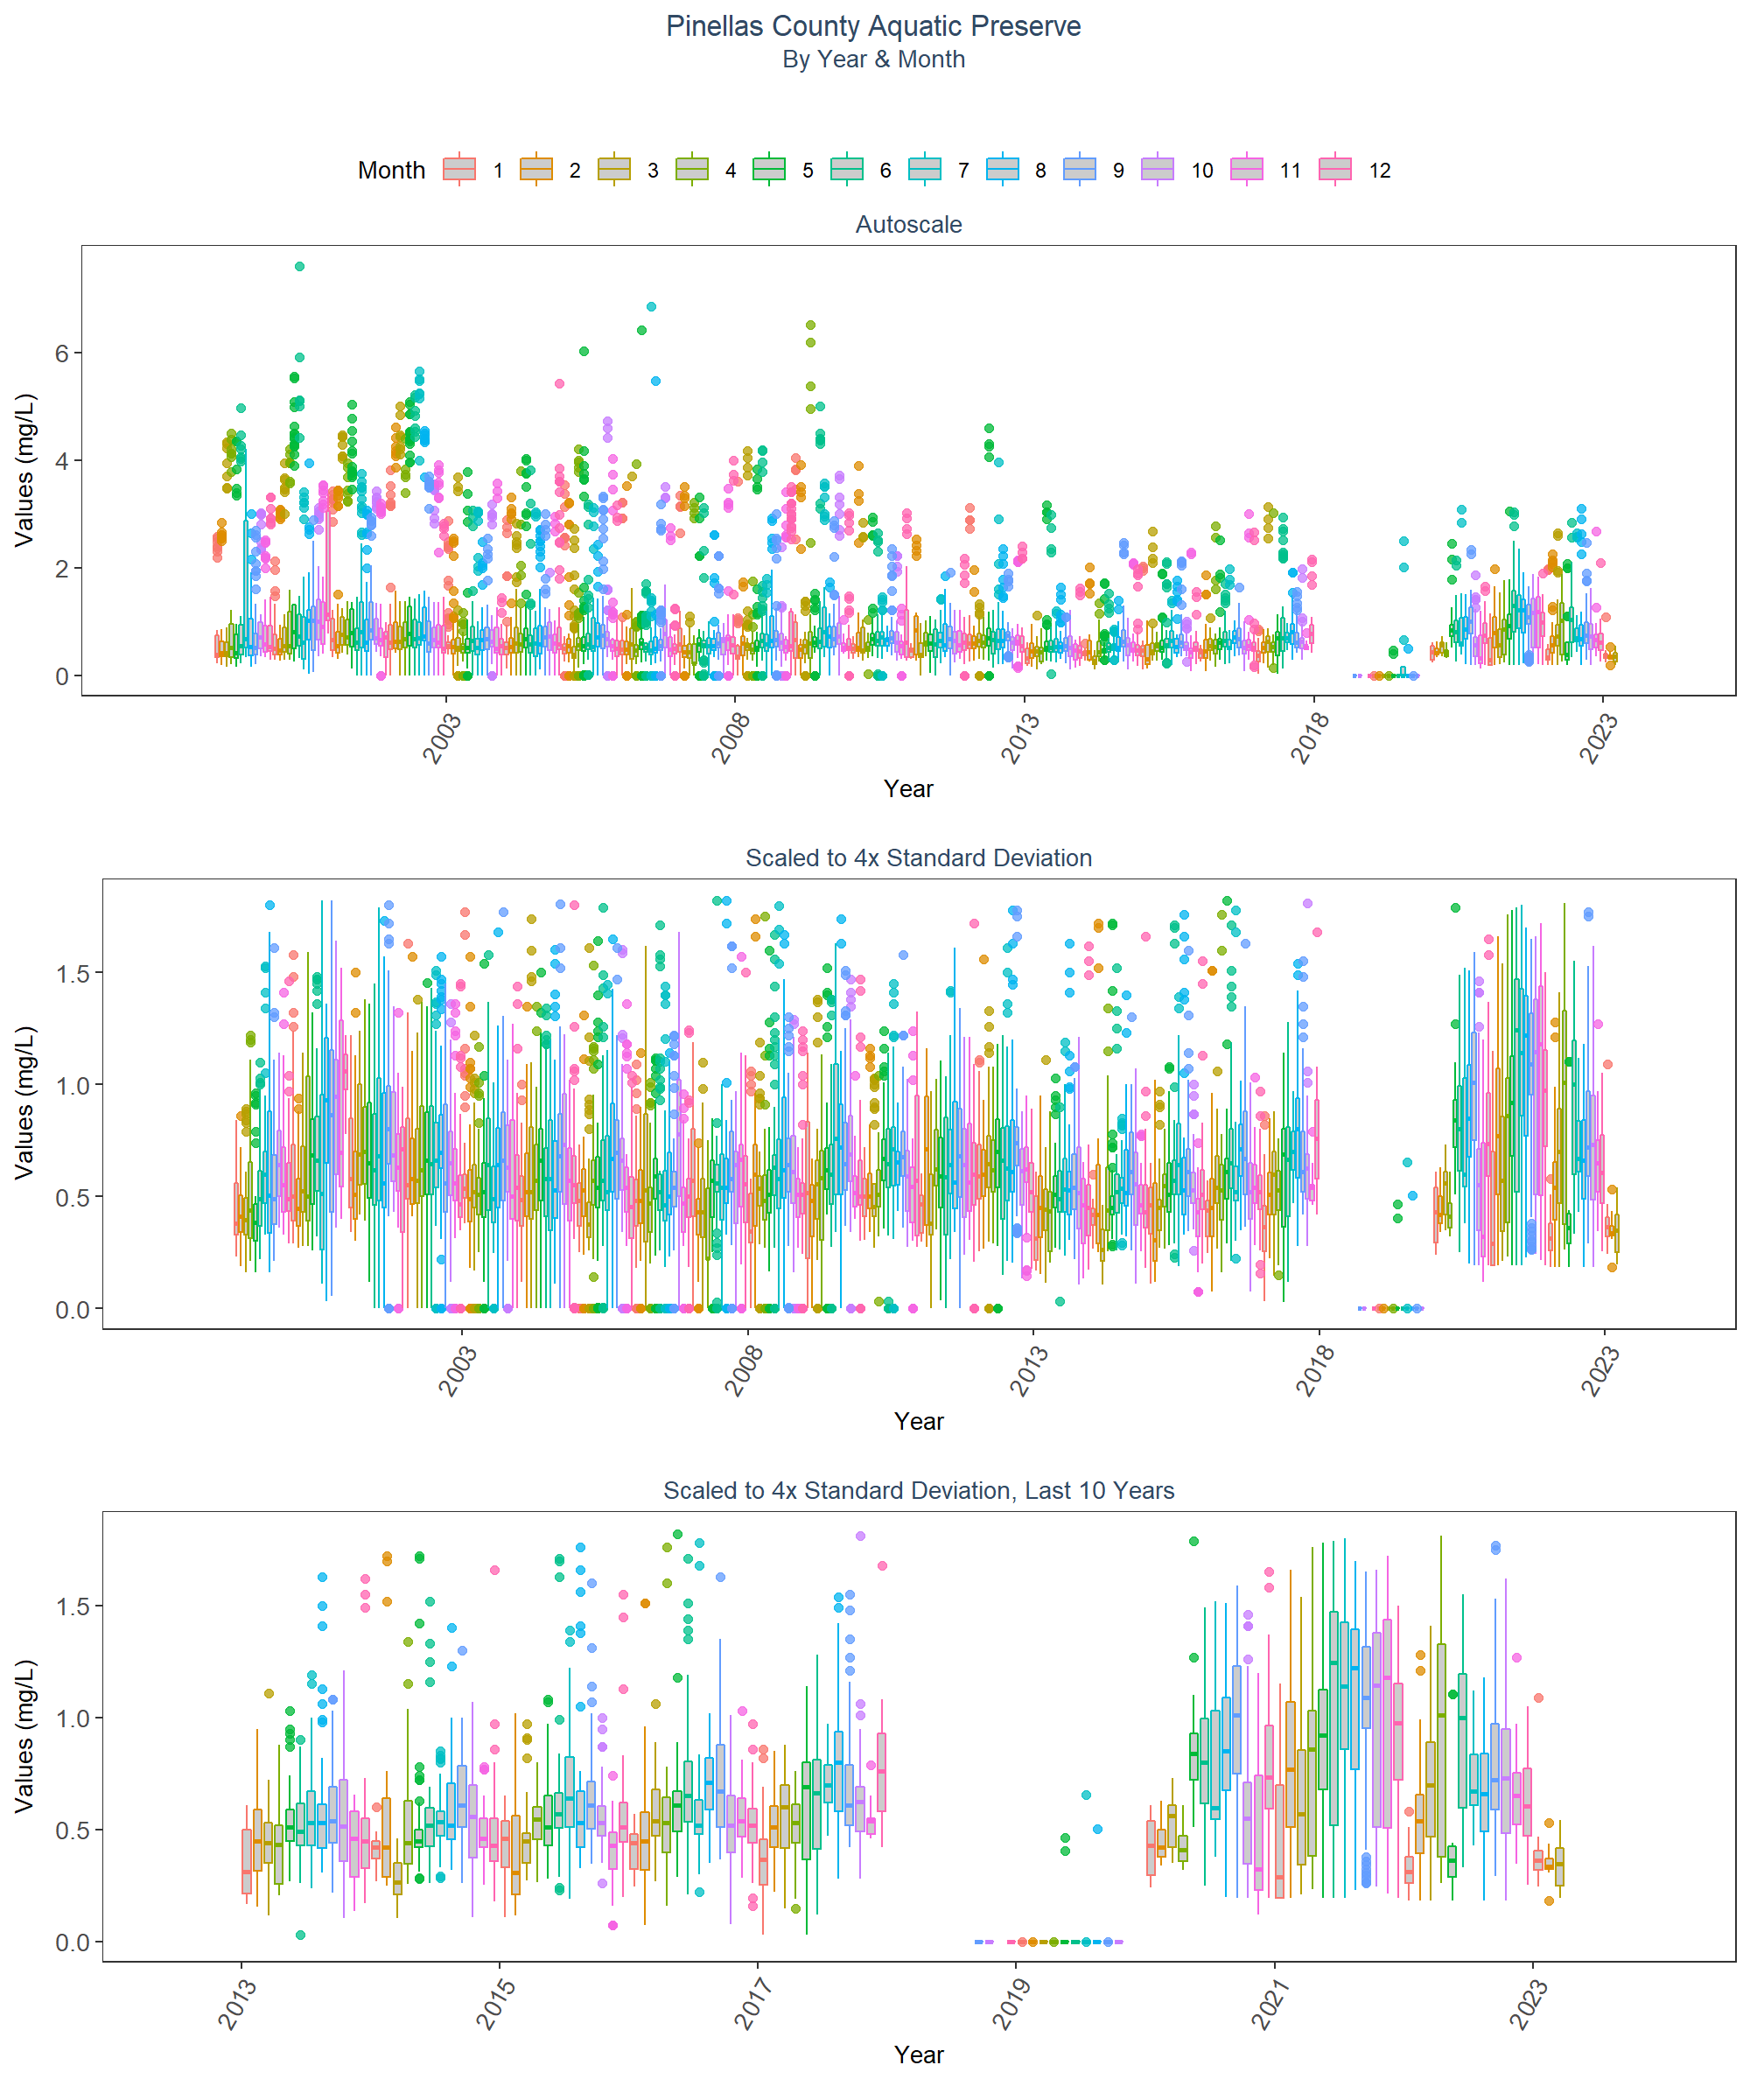 Pinellas County Aquatic Preserve
By Year & Month
Month 1 2 3 4 5 6 7 8 9 10 11 12
Autoscale
Values (mg/L)
6
4
2
0
2003 2008 2013 2018 2023
Year
Scaled to 4x Standard Deviation
Values (mg/L)
1.5
1.0
0.5
0.0
2003 2008 2013 2018 2023
Year
Scaled to 4x Standard Deviation, Last 10 Years
Values (mg/L)
1.5
1.0
0.5
0.0
2013 2015 2017 2019 2021 2023
Year